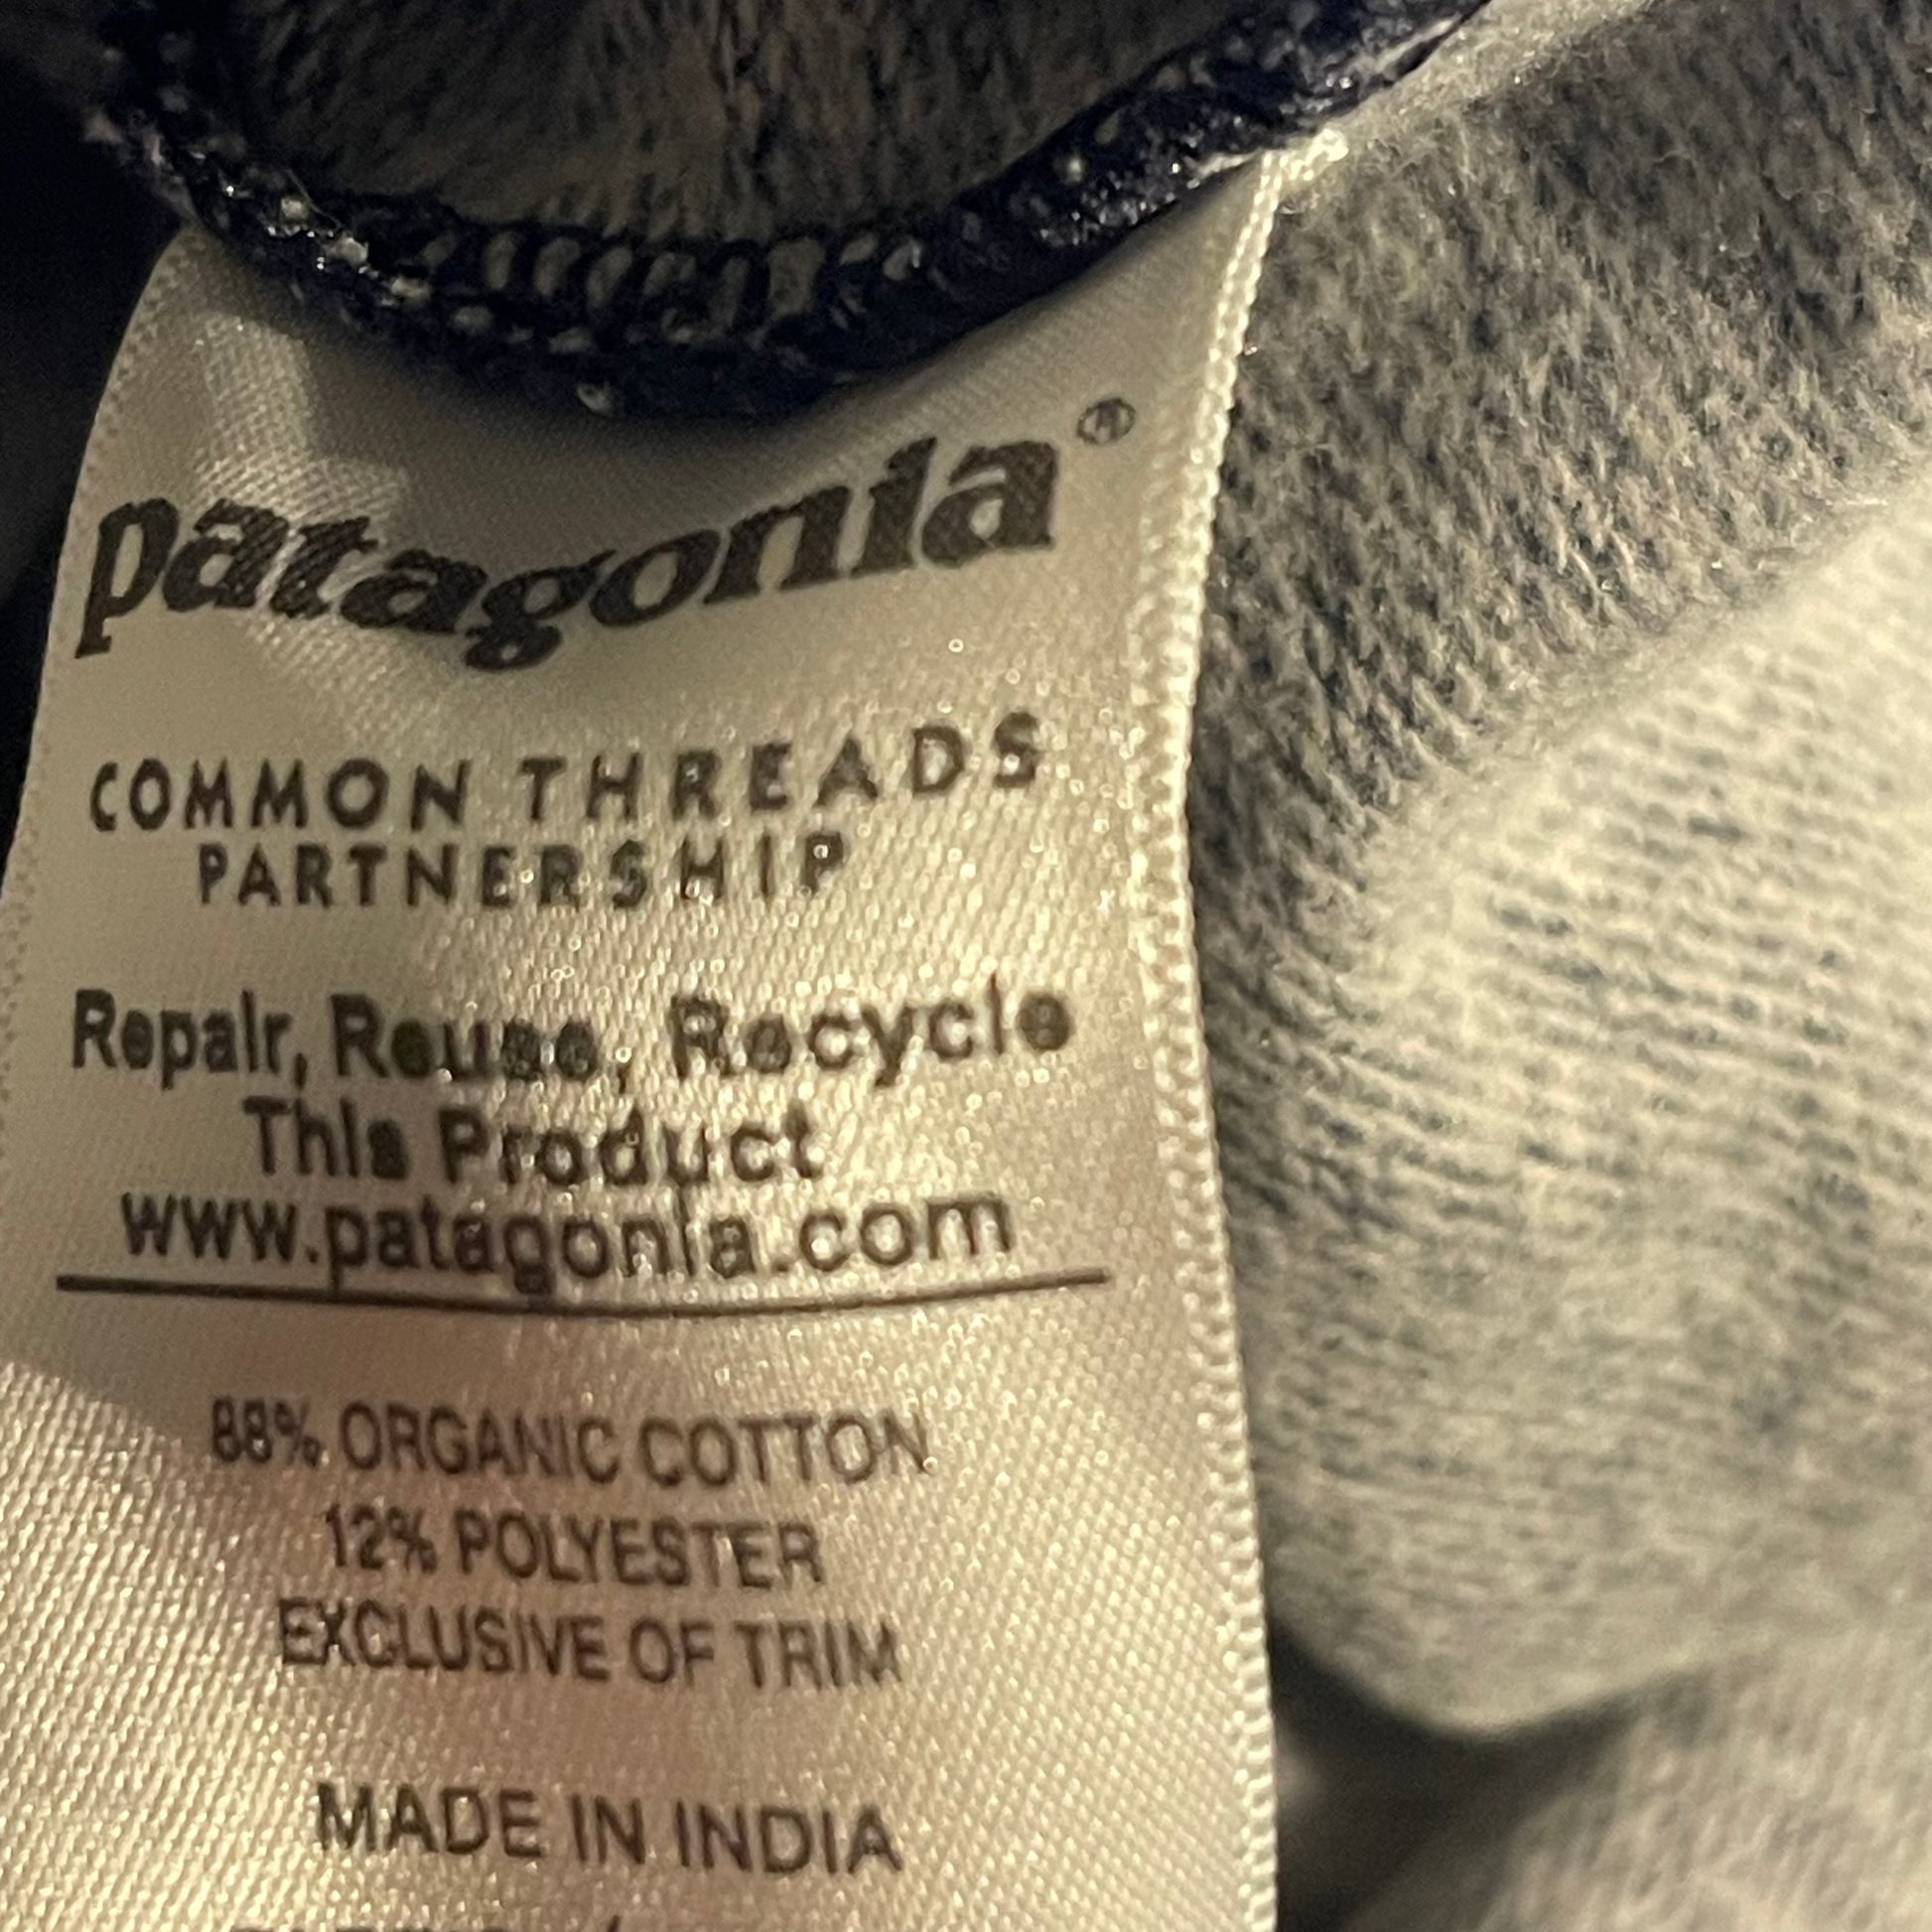 patagonia®
COMMON THREADS
PARTNERSHIP
Repair, Reuse, Recycle
This Product
www.patagonia.com
88% ORGANIC COTTON
12% POLYESTER
EXCLUSIVE OF TRIM
MADE IN INDIA